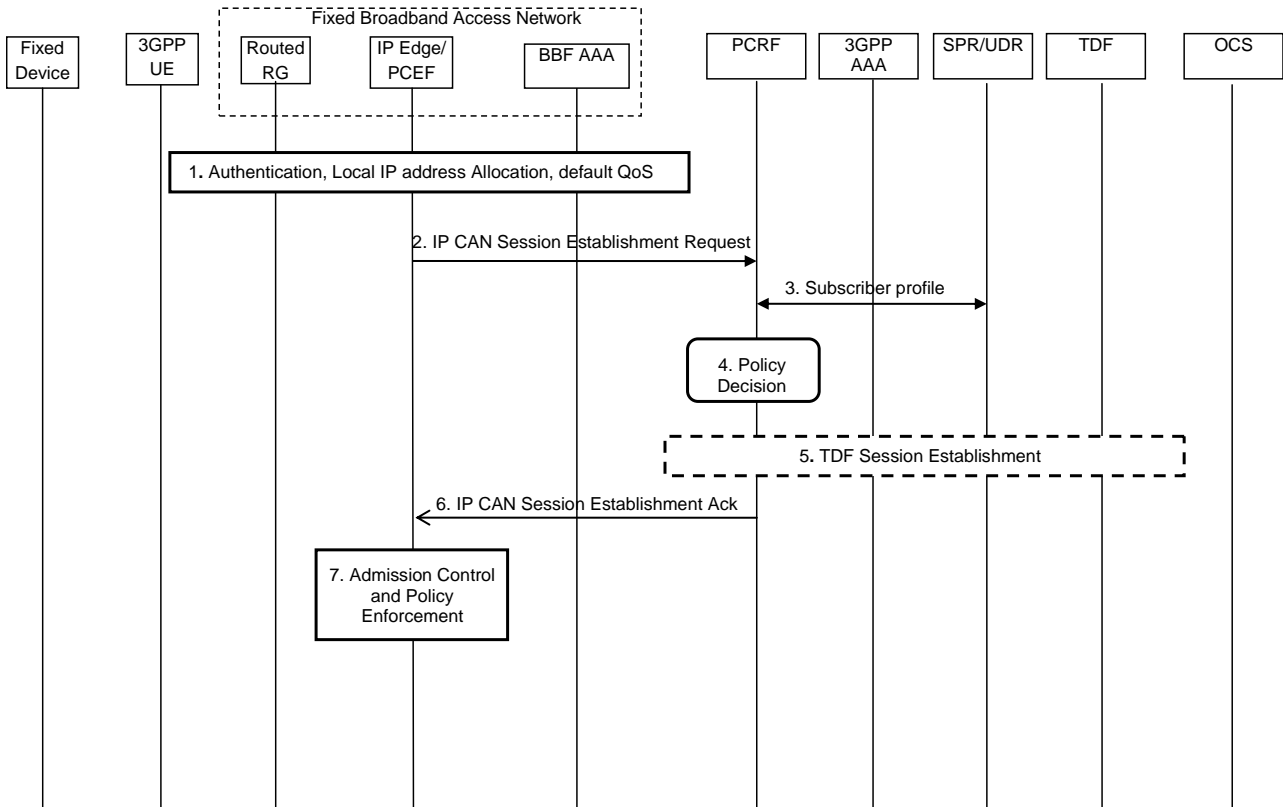 Fixed Broadband Access Network
Fixed
Device
3GPP
UE
Routed
RG
IP Edge/
PCEF
BBF AAA
PCRF
3GPP
AAA
SPR/UDR
TDF
OCS
1. Authentication, Local IP address Allocation, default QoS
2. IP CAN Session Establishment Request
3. Subscriber profile
4. Policy
Decision
5. TDF Session Establishment
6. IP CAN Session Establishment Ack
7. Admission Control
and Policy
Enforcement